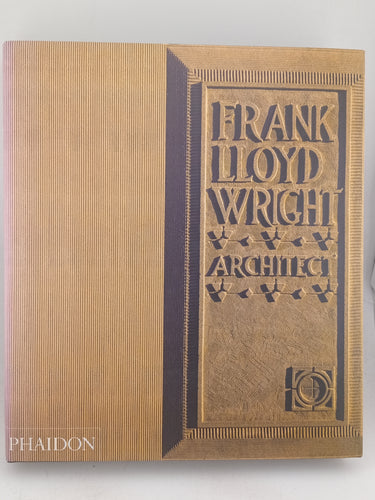 FRANK
LLOYD
WRIGHT
ARCHITECT
PHAIDON